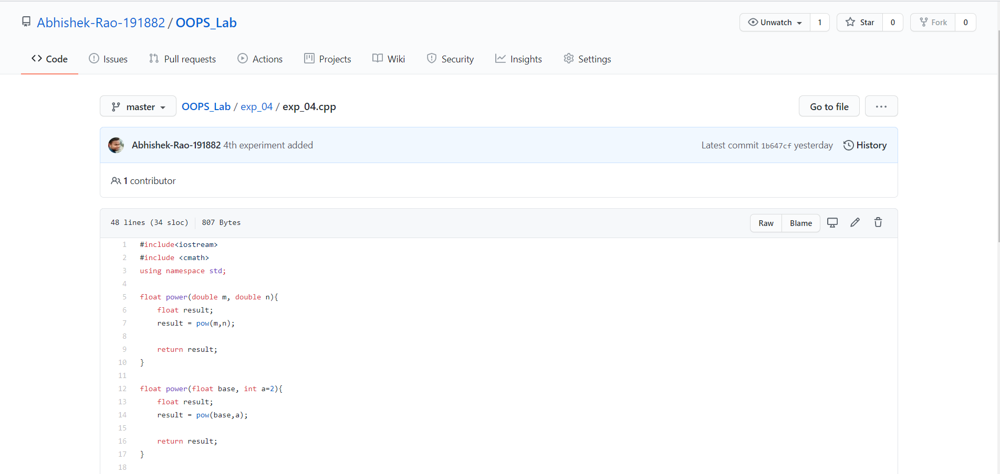 Abhishek-Rao-191882 / OOPS_Lab
Unwatch 1 Star 0 Fork 0
Code Issues Pull requests Actions Projects Wiki Security Insights Settings
master OOPS_Lab / exp_04 / exp_04.cpp Go to file ...
Abhishek-Rao-191882 4th experiment added Latest commit 1b647cf yesterday History
1 contributor
48 lines (34 sloc) 807 Bytes Raw Blame
1 #include<iostream>
2 #include <cmath>
3 using namespace std;
4
5 float power(double m, double n){
6     float result;
7     result = pow(m,n);
8
9     return result;
10 }
11
12 float power(float base, int a=2){
13     float result;
14     result = pow(base,a);
15
16     return result;
17 }
18